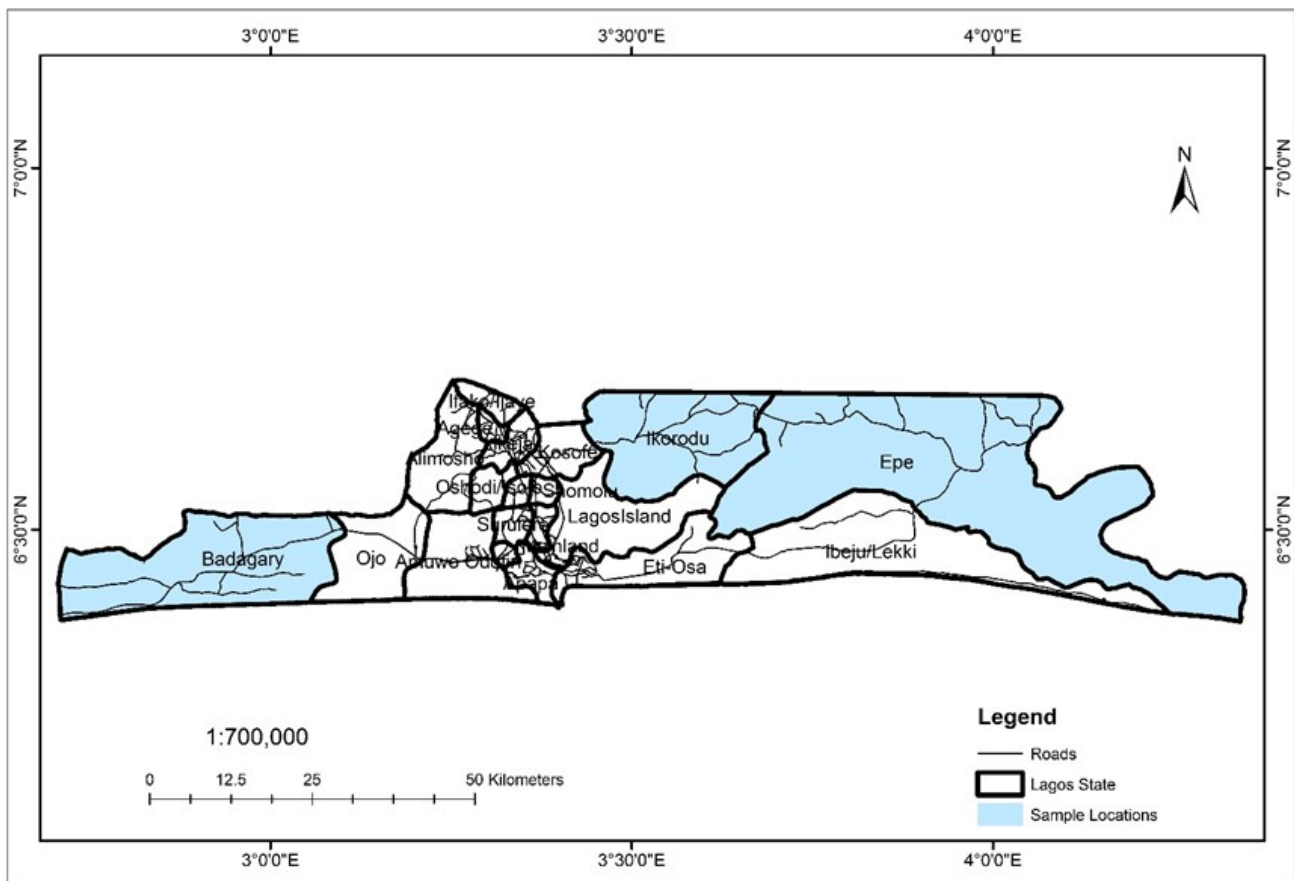 3°0'0"E 3°30'0"E 4°0'0"E
7°0'0"N
7°0'0"N
N
Ifako/Ijaye
Agege
Ikeja
Kosofe
Ikorodu
Alimosho
Epe
Oshodi/Isolo
Shomolu
LagosIsland
Surulere
6°30'0"N
6°30'0"N
Mainland
Badagary
Ojo
Amuwo Odofin
Eti-Osa
Ibeju/Lekki
Apapa
1:700,000
0 12.5 25 50 Kilometers
Legend
Roads
Lagos State
Sample Locations
3°0'0"E 3°30'0"E 4°0'0"E